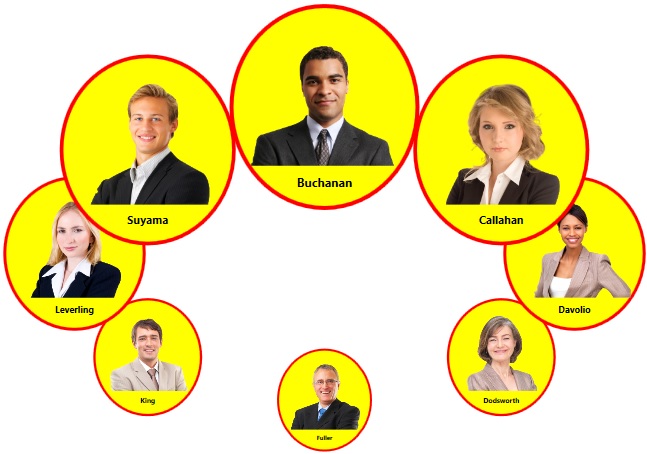 Buchanan
Suyama
Callahan
Leverling
Davolio
King
Dodsworth
Fuller